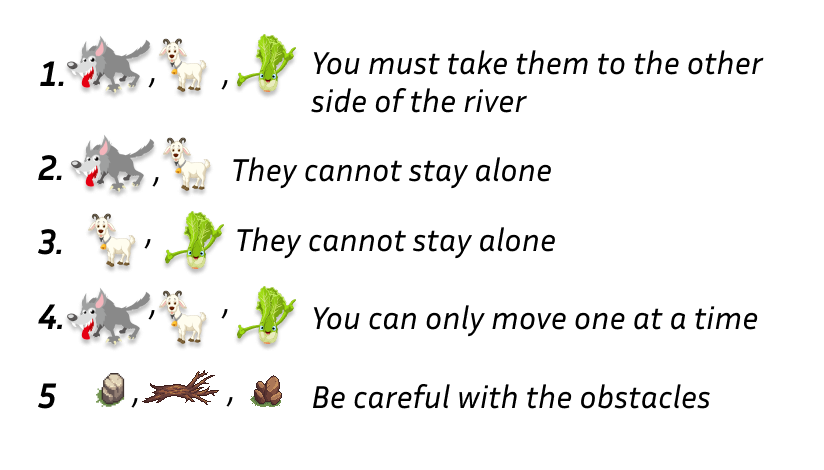 1. , , You must take them to the other
side of the river
2. , They cannot stay alone
3. , They cannot stay alone
4. , , You can only move one at a time
5 , , Be careful with the obstacles